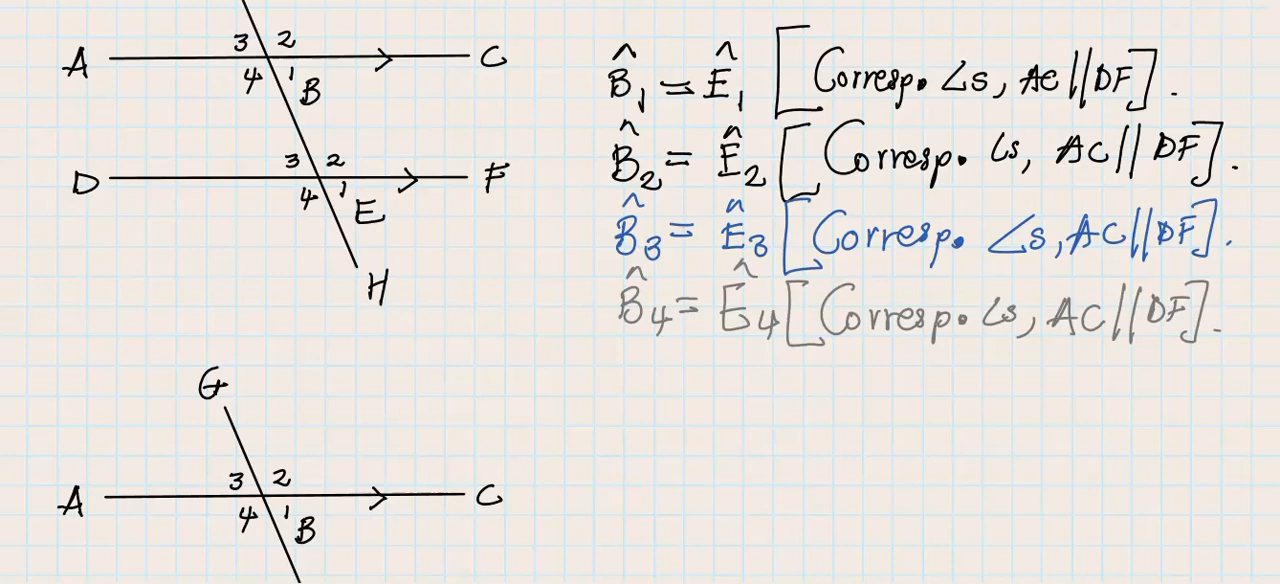 3 2
A C
4 1 B
3 2
D F
4 1 E
H
B̂₁ = Ê₁ [Corresp. ∠s, AC//DF].
B̂₂ = Ê₂ [Corresp. ∠s, AC//DF].
B̂₃ = Ê₃ [Corresp. ∠s, AC//DF].
B̂₄ = Ê₄ [Corresp. ∠s, AC//DF].
G
3 2
A C
4 1 B